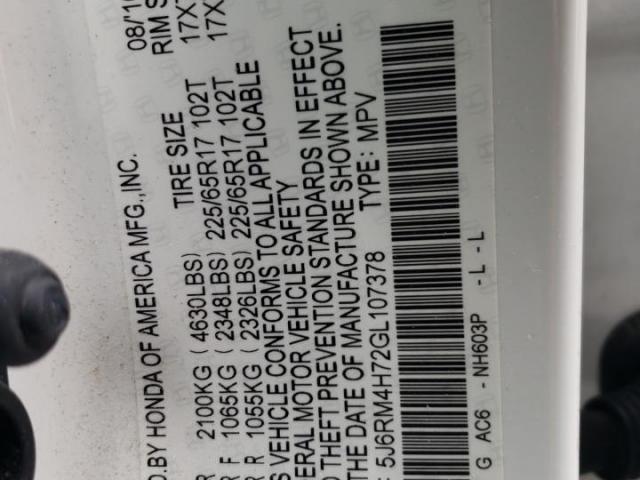 D.BY HONDA OF AMERICA MFG.,INC. 08/'1
TIRE SIZE RIM S
R 2100KG ( 4630LBS)
R F 1065KG ( 2348LBS) 225/65R17 102T 17X
R R 1055KG ( 2326LBS) 225/65R17 102T 17X
S VEHICLE CONFORMS TO ALL APPLICABLE
ERAL MOTOR VEHICLE SAFETY
D THEFT PREVENTION STANDARDS IN EFFECT
THE DATE OF MANUFACTURE SHOWN ABOVE.
: 5J6RM4H72GL107378 TYPE: MPV
G AC6 - NH603P - L - L